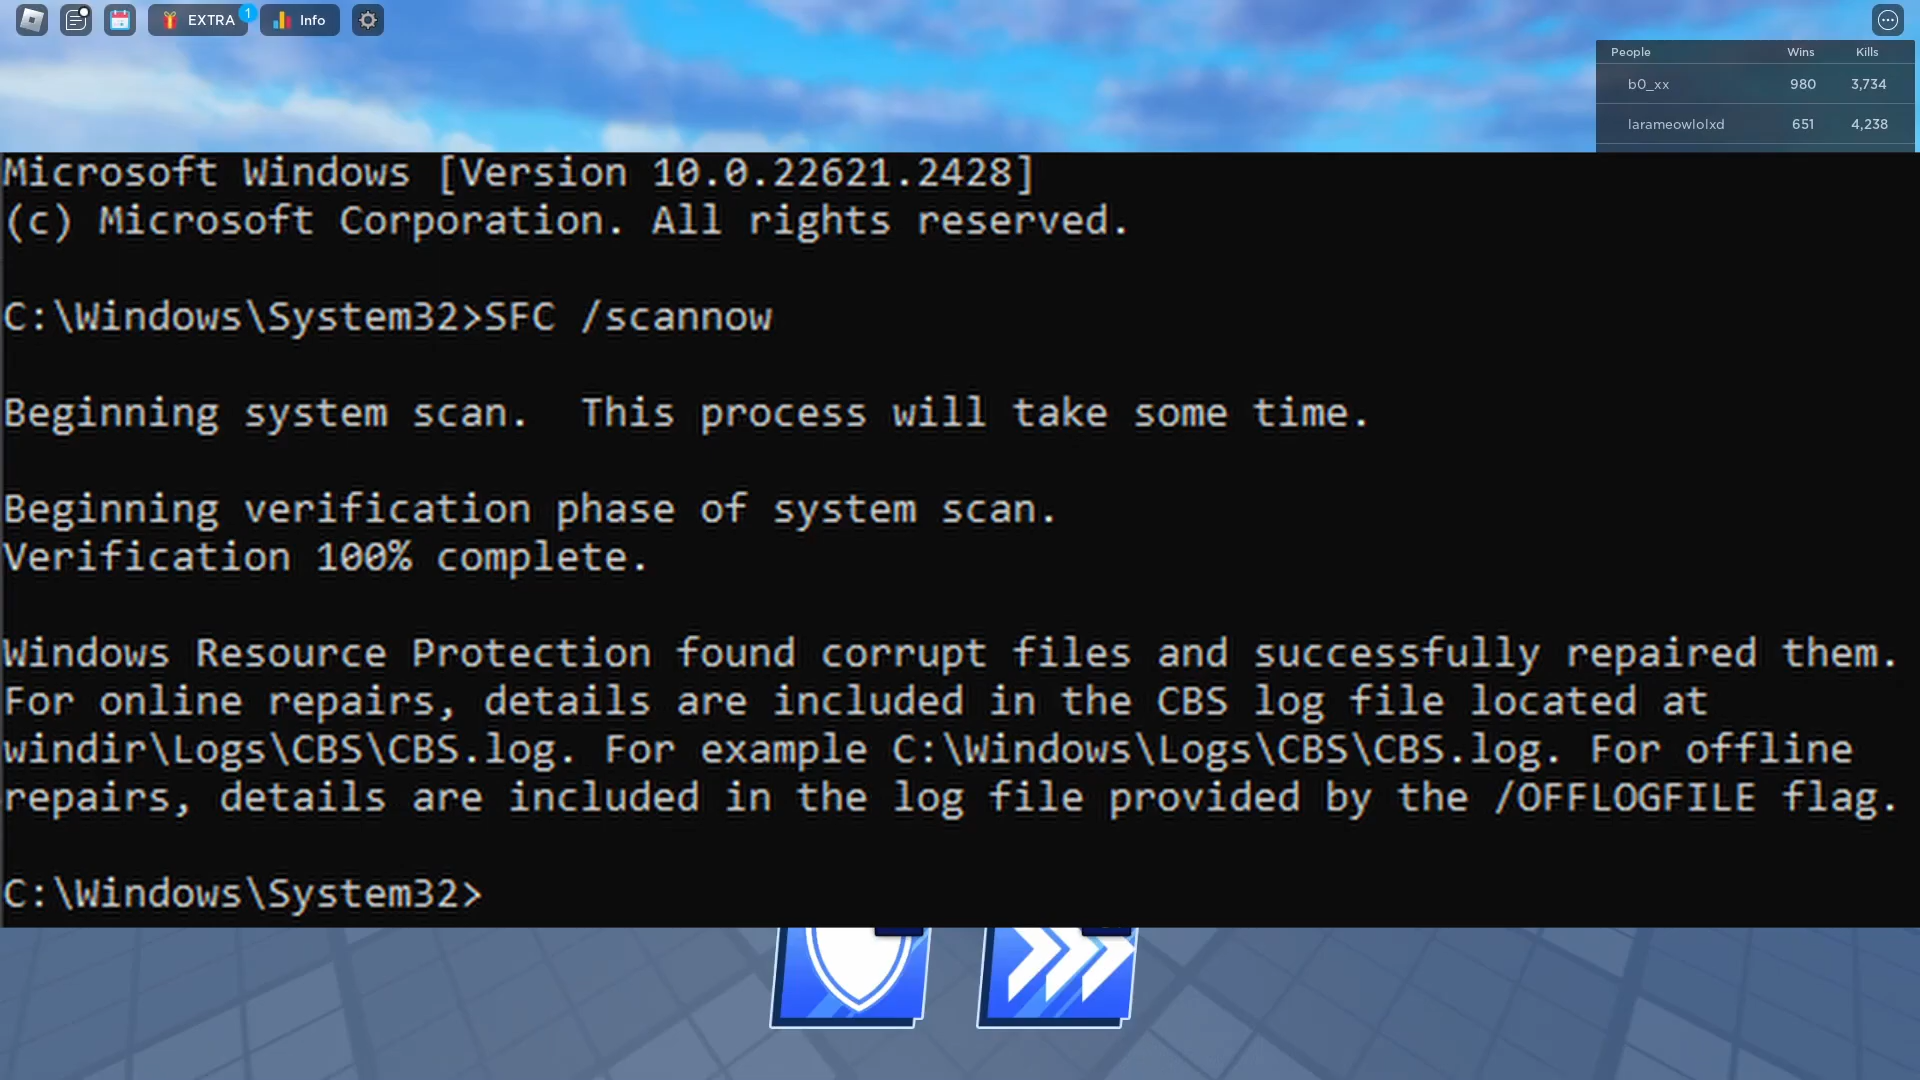 EXTRA 1 Info
People Wins Kills
b0_xx 980 3,734
larameowlolxd 651 4,238
Microsoft Windows [Version 10.0.22621.2428]
(c) Microsoft Corporation. All rights reserved.
C:\Windows\System32>SFC /scannow
Beginning system scan.  This process will take some time.
Beginning verification phase of system scan.
Verification 100% complete.
Windows Resource Protection found corrupt files and successfully repaired them.
For online repairs, details are included in the CBS log file located at
windir\Logs\CBS\CBS.log. For example C:\Windows\Logs\CBS\CBS.log. For offline
repairs, details are included in the log file provided by the /OFFLOGFILE flag.
C:\Windows\System32>